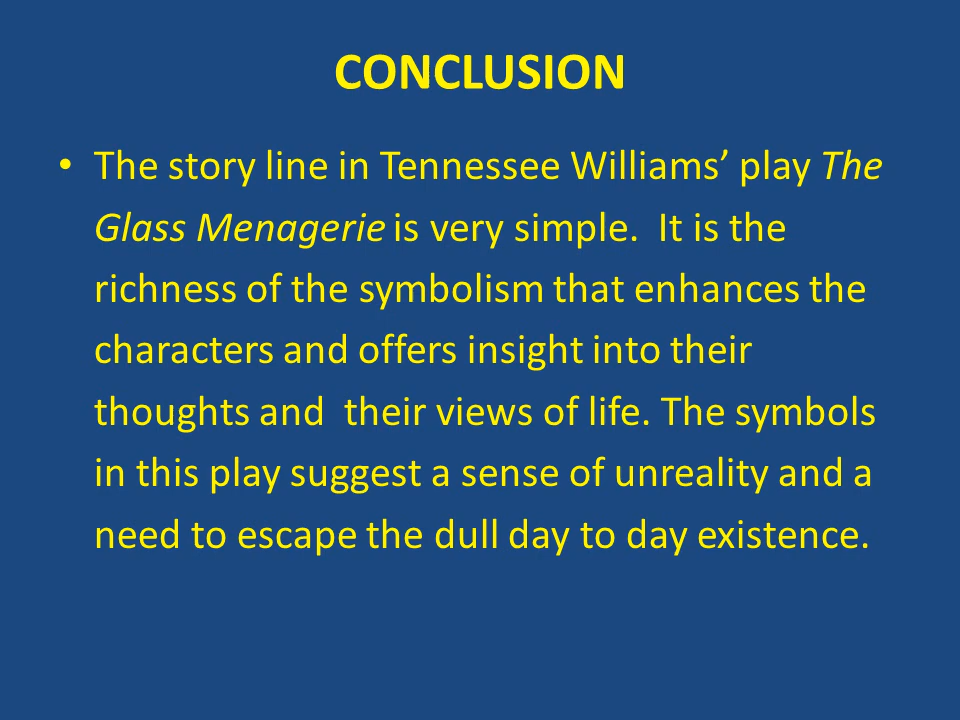 CONCLUSION
• The story line in Tennessee Williams’ play The
Glass Menagerie is very simple.  It is the
richness of the symbolism that enhances the
characters and offers insight into their
thoughts and  their views of life. The symbols
in this play suggest a sense of unreality and a
need to escape the dull day to day existence.